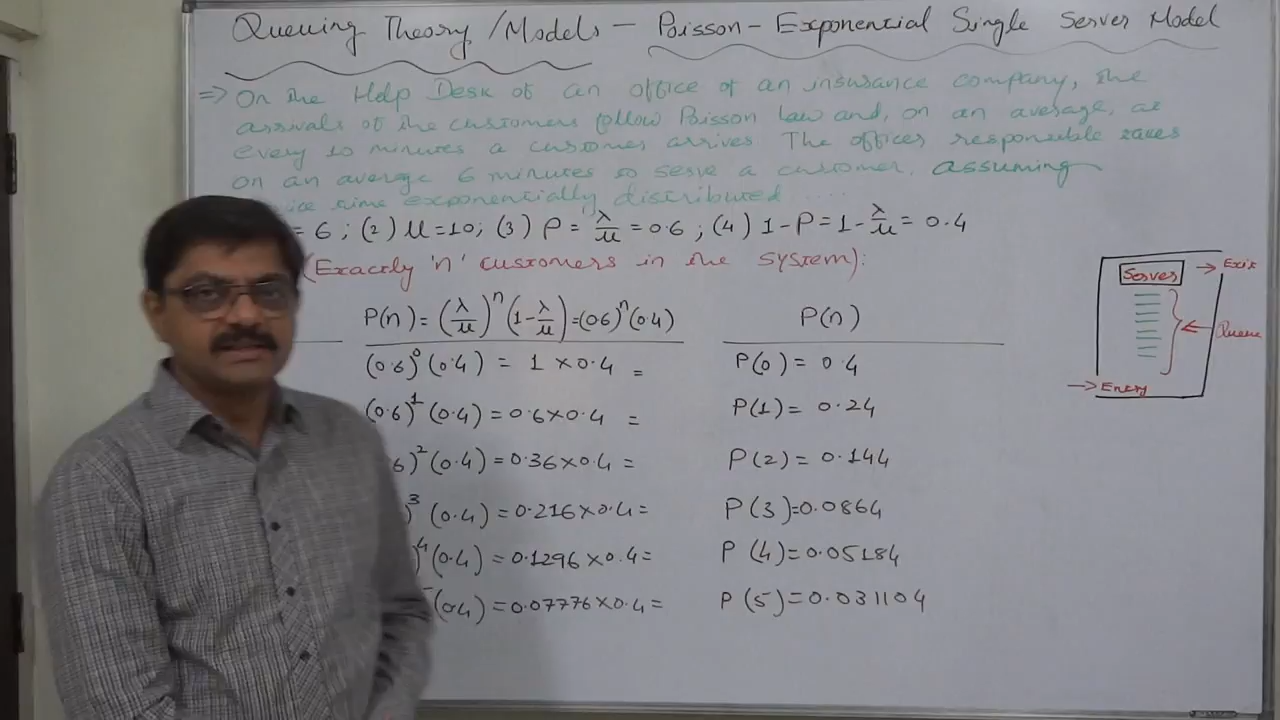 Queuing Theory/Models – Poisson-Exponential Single Server Model
⇒ On the Help Desk of an office of an insurance company, the
arrivals of the customers follow Poisson law and, on an average, at
every 10 minutes a customer arrives The officer responsible takes
on an average 6 minutes to serve a customer, assuming
time exponentially distributed ....
= 6 ; (2) μ = 10; (3) ρ = λ/μ = 0.6 ; (4) 1-ρ = 1-λ/μ = 0.4
(Exactly 'n' customers in the system):
P(n) = (λ/μ)^n (1-λ/μ) = (0.6)^n (0.4)
P(n)
(0.6)^0 (0.4) = 1 × 0.4 =
P(0) = 0.4
(0.6)^1 (0.4) = 0.6 × 0.4 =
P(1) = 0.24
6)^2 (0.4) = 0.36 × 0.4 =
P(2) = 0.144
)^3 (0.4) = 0.216 × 0.4 =
P(3) = 0.0864
)^4 (0.4) = 0.1296 × 0.4 =
P(4) = 0.05184
(0.4) = 0.07776 × 0.4 =
P(5) = 0.031104
Server
→ Exit
← Queue
→ Entry